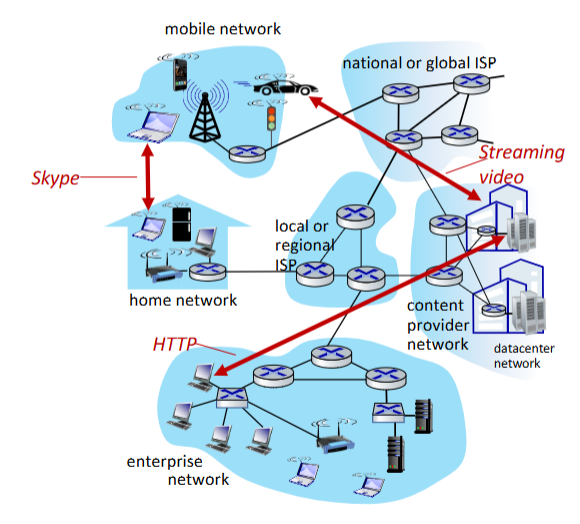 mobile network
national or global ISP
Streaming
video
Skype
local or
regional
ISP
home network
content
provider
network
datacenter
network
HTTP
enterprise
network